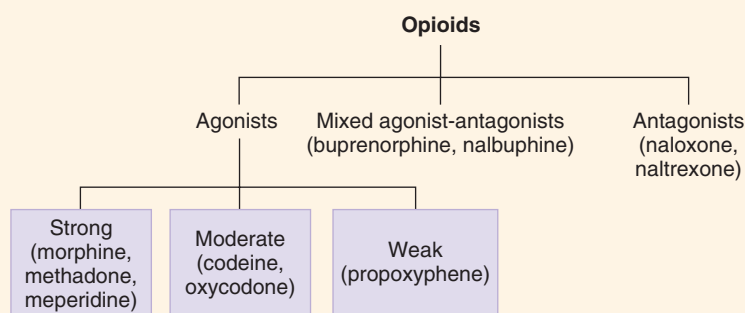 Opioids
Agonists
Mixed agonist-antagonists
(buprenorphine, nalbuphine)
Antagonists
(naloxone,
naltrexone)
Strong
(morphine,
methadone,
meperidine)
Moderate
(codeine,
oxycodone)
Weak
(propoxyphene)